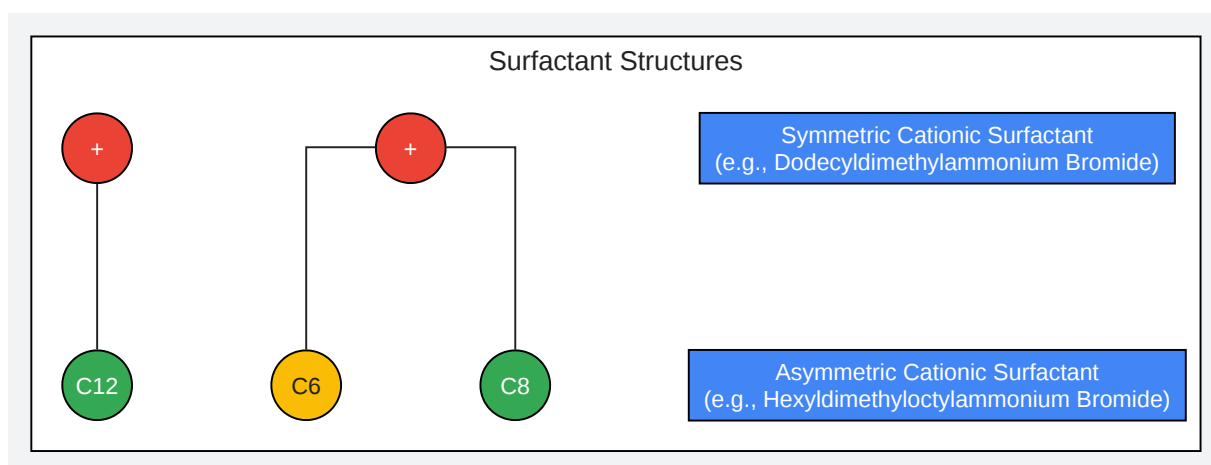 Surfactant Structures
+
+
Symmetric Cationic Surfactant
(e.g., Dodecyldimethylammonium Bromide)
C12
C6
C8
Asymmetric Cationic Surfactant
(e.g., Hexyldimethyloctylammonium Bromide)